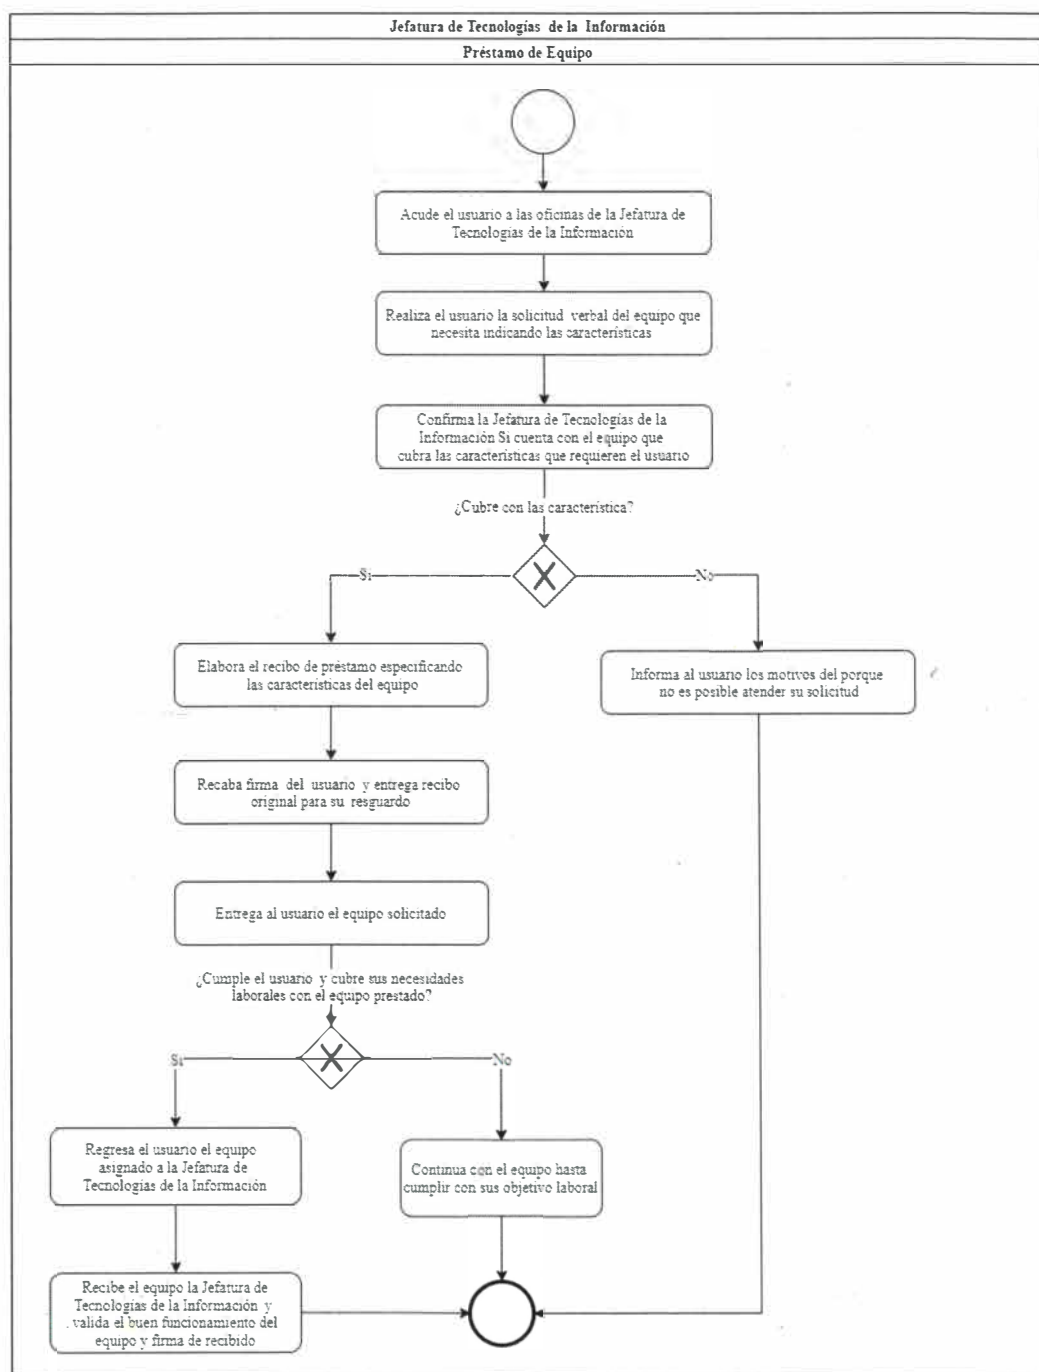 Jefatura de Tecnologías de la Información
Préstamo de Equipo
Acude el usuario a las oficinas de la Jefatura de
Tecnologías de la Información
Realiza el usuario la solicitud verbal del equipo que
necesita indicando las características
Confirma la Jefatura de Tecnologías de la
Información Si cuenta con el equipo que
cubra las características que requieren el usuario
¿Cubre con las característica?
Si
No
Elabora el recibo de préstamo especificando
las características del equipo
Informa al usuario los motivos del porque
no es posible atender su solicitud
Recaba firma del usuario y entrega recibo
original para su resguardo
Entrega al usuario el equipo solicitado
¿Cumple el usuario y cubre sus necesidades
laborales con el equipo prestado?
Si
No
Regresa el usuario el equipo
asignado a la Jefatura de
Tecnologías de la Información
Continua con el equipo hasta
cumplir con sus objetivo laboral
Recibe el equipo la Jefatura de
Tecnologías de la Información y
valida el buen funcionamiento del
equipo y firma de recibido